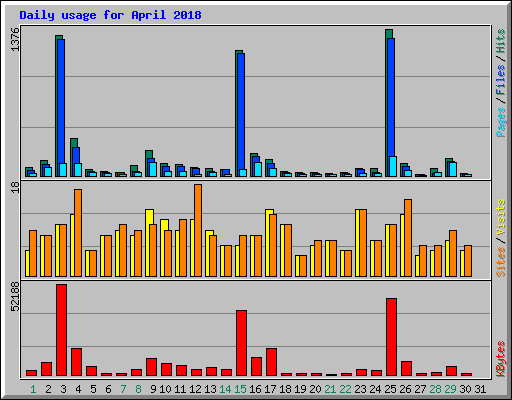 Daily usage for April 2018
1376
Pages/Files/Hits
18
Sites/Visits
52188
KBytes
1 2 3 4 5 6 7 8 9 10 11 12 13 14 15 16 17 18 19 20 21 22 23 24 25 26 27 28 29 30 31